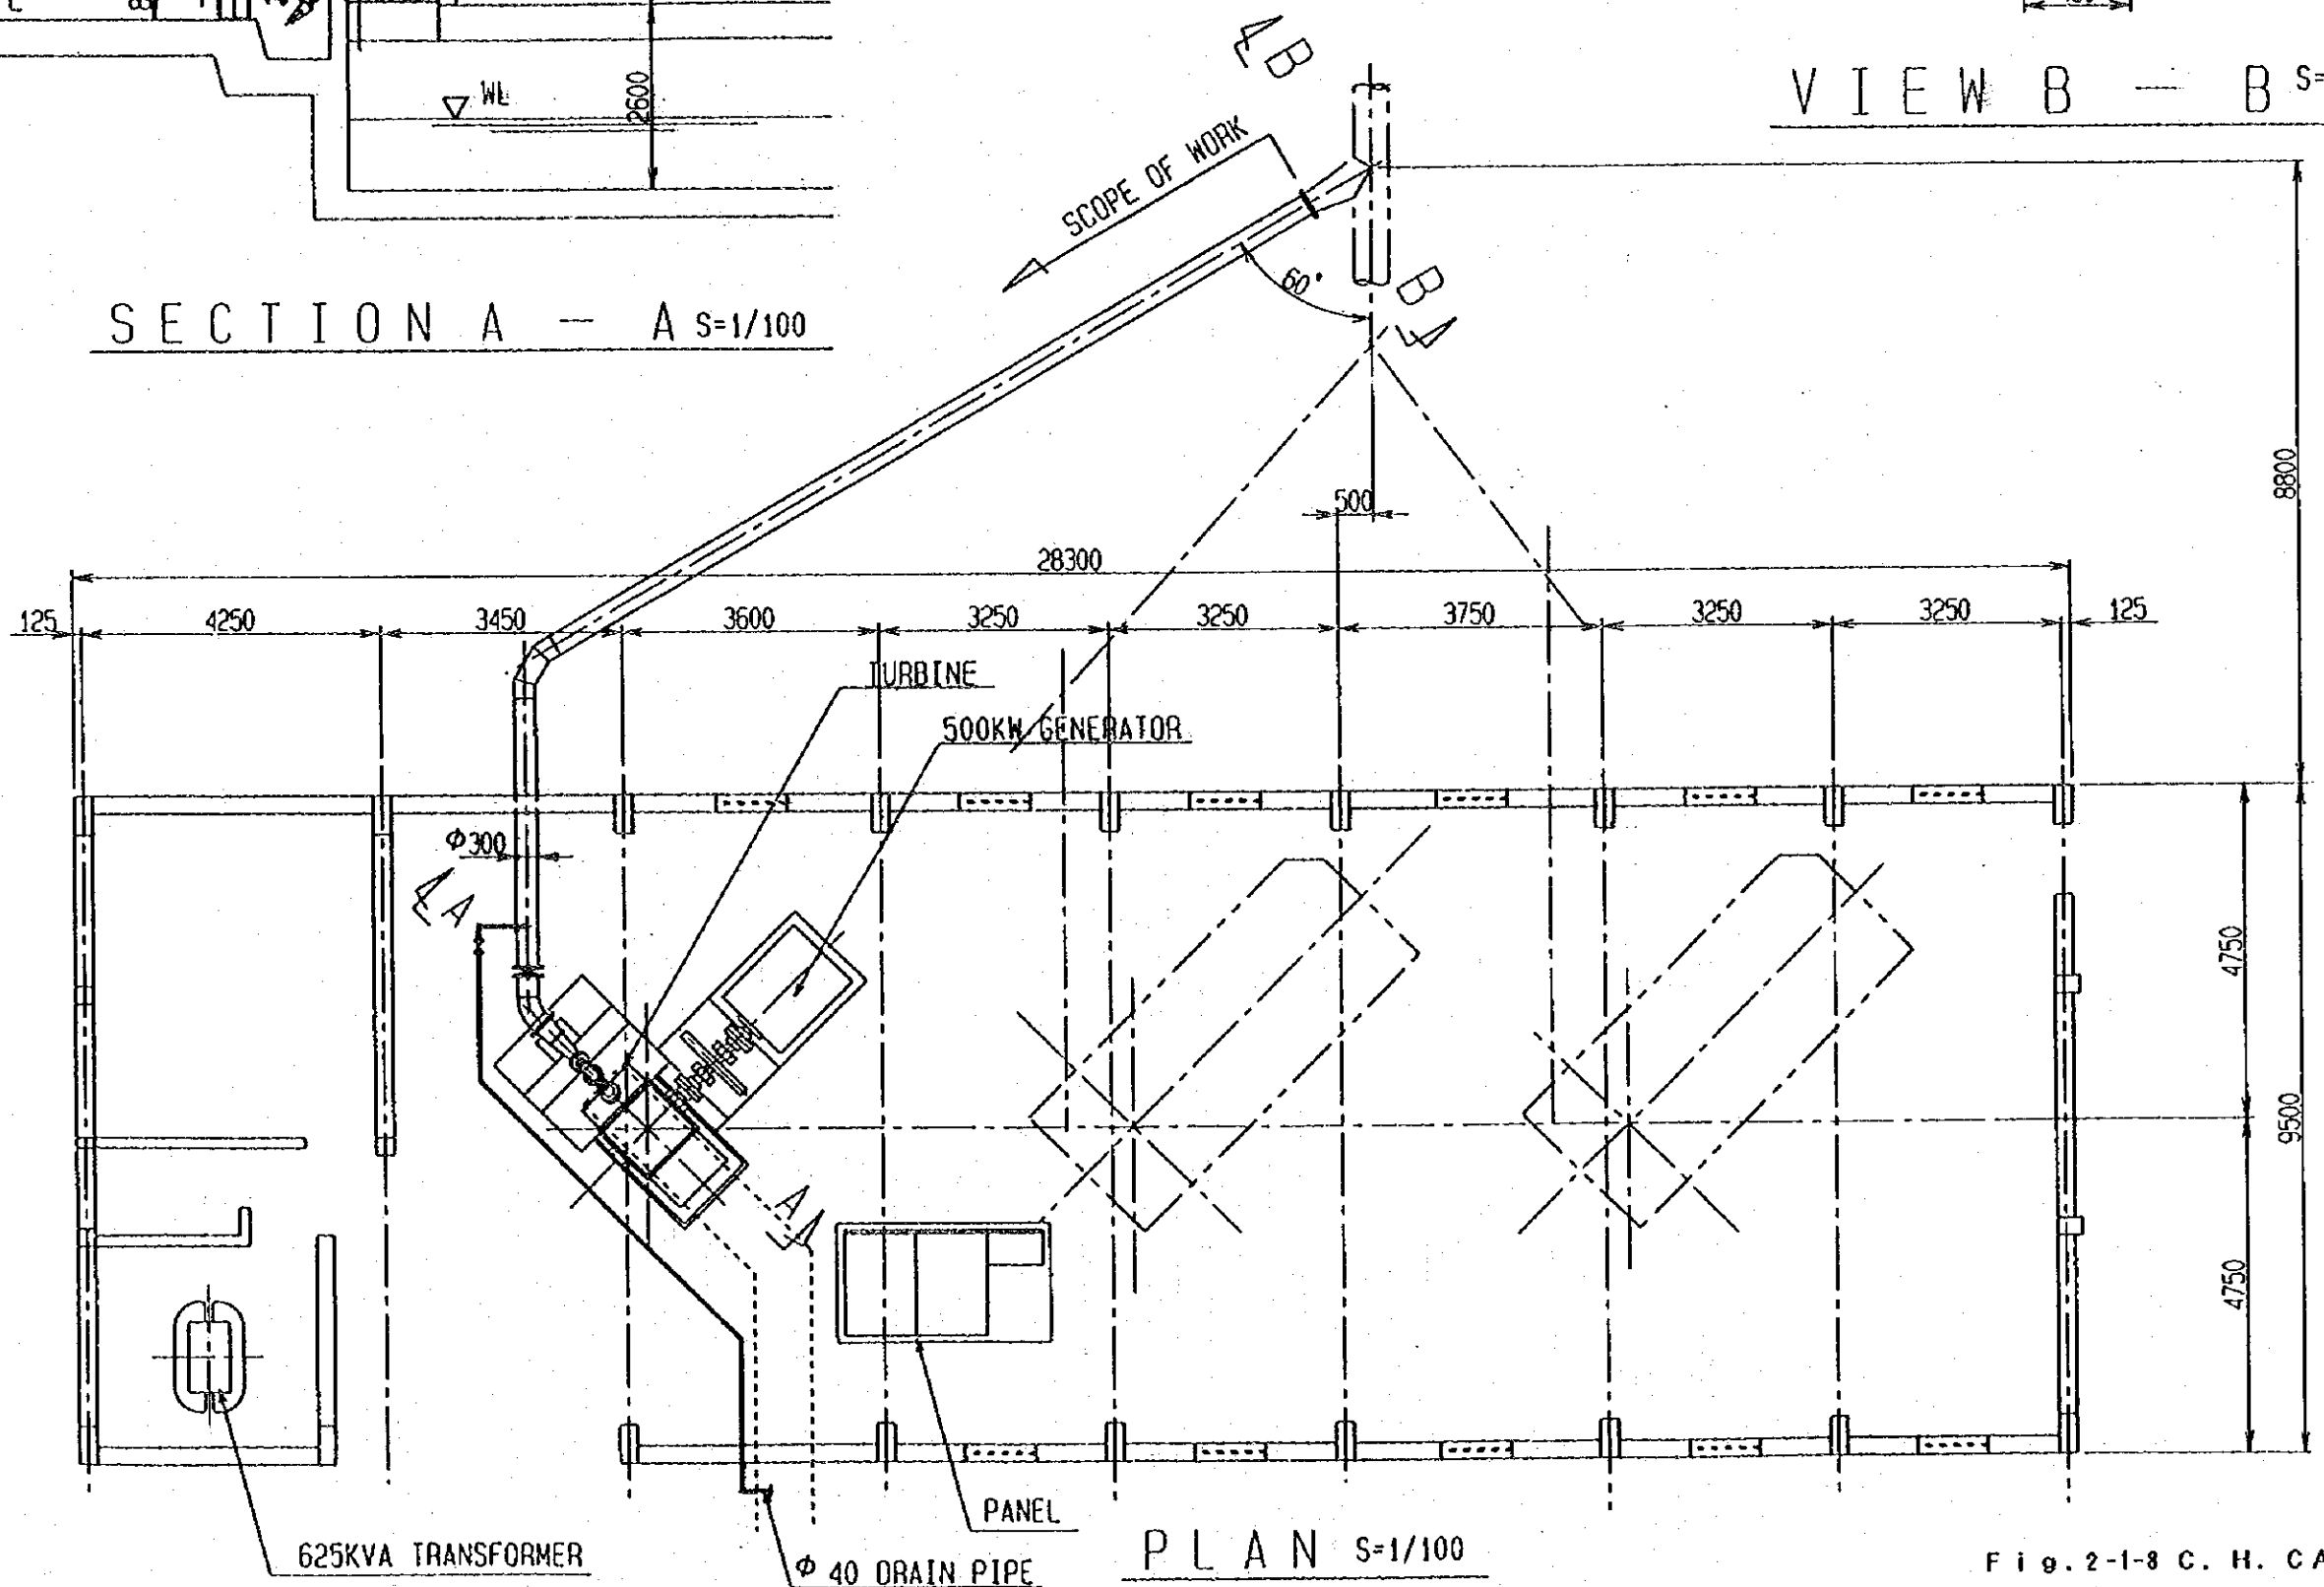 WL
2600
VIEW B - B S=
SCOPE OF WORK
B
B
60°
SECTION A - A S=1/100
8800
500
28300
125
4250
3450
3600
3250
3250
3750
3250
3250
125
TURBINE
500KW GENERATOR
φ300
A
A
4750
9500
4750
PANEL
625KVA TRANSFORMER
φ 40 DRAIN PIPE
PLAN S=1/100
Fig.2-1-8 C. H. CA